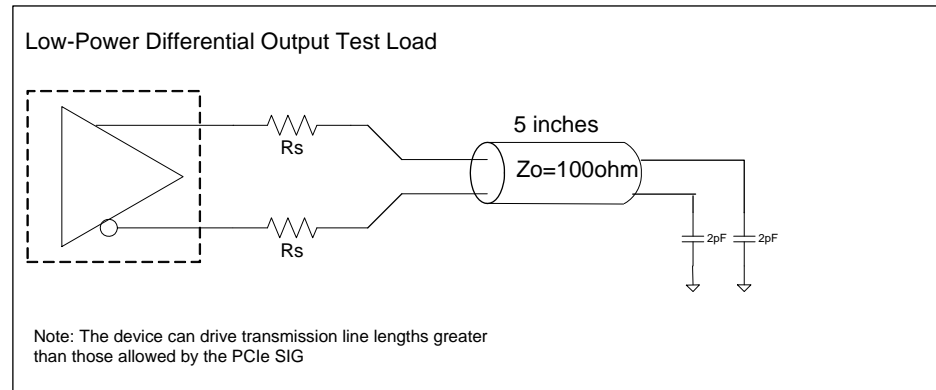 Low-Power Differential Output Test Load
Rs
5 inches
Zo=100ohm
Rs
2pF 2pF
Note: The device can drive transmission line lengths greater
than those allowed by the PCIe SIG